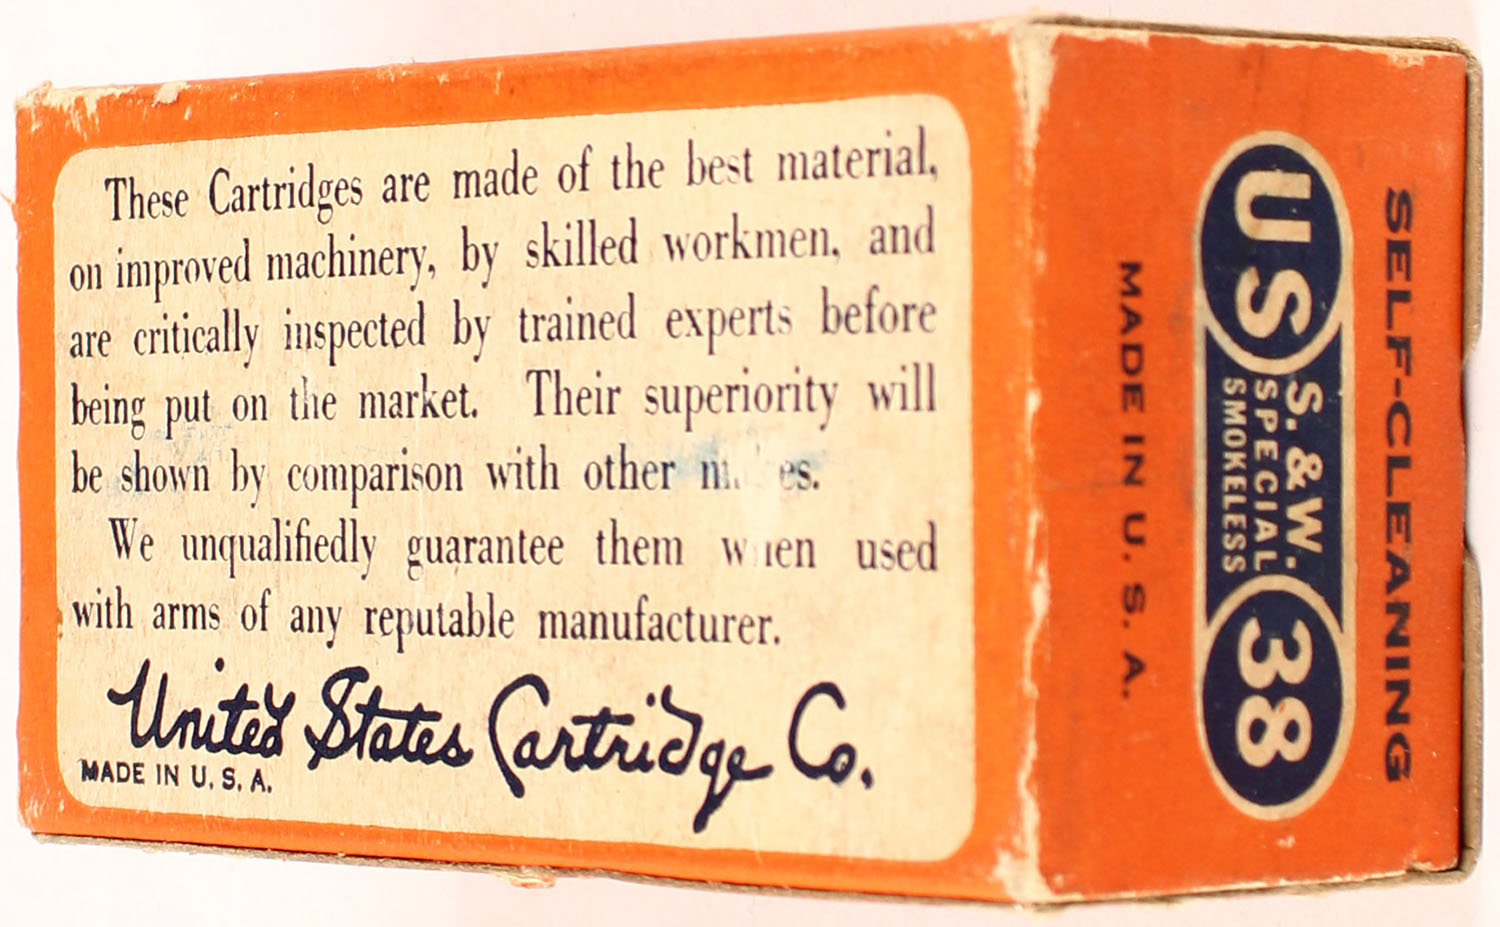 These Cartridges are made of the best material,
on improved machinery, by skilled workmen, and
are critically inspected by trained experts before
being put on the market. Their superiority will
be shown by comparison with other
We unqualifiedly guarantee them when used
with arms of any reputable manufacturer.
United States Cartridge Co.
MADE IN U. S. A.
SELF-CLEANING
US S. & W. 38
SPECIAL
SMOKELESS
MADE IN U. S. A.